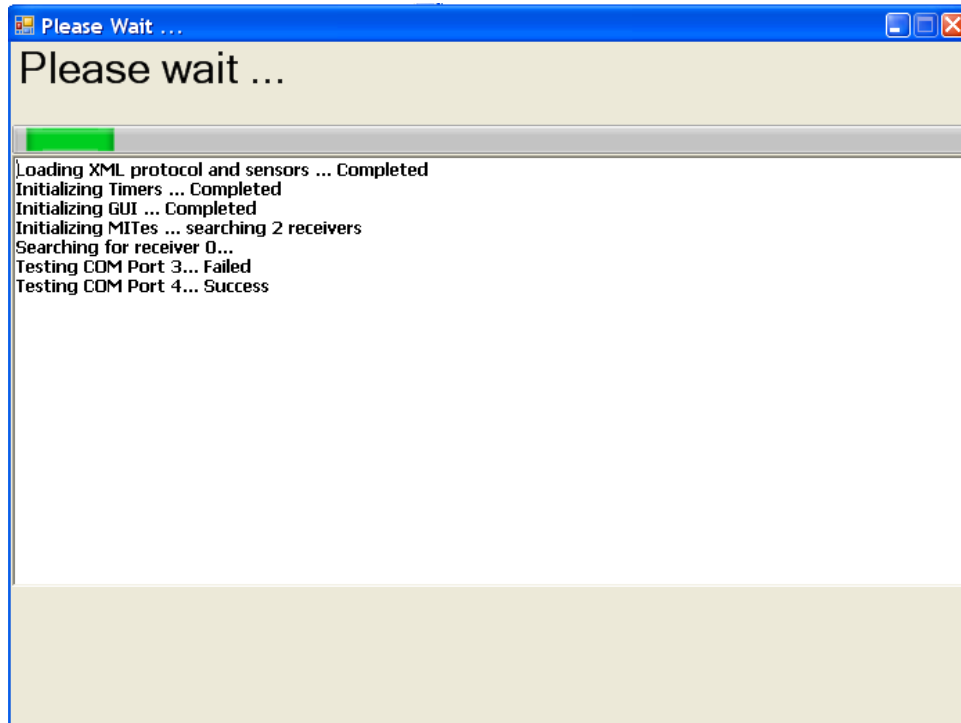 Please Wait ...
Please wait ...
Loading XML protocol and sensors ... Completed
Initializing Timers ... Completed
Initializing GUI ... Completed
Initializing MITes ... searching 2 receivers
Searching for receiver 0...
Testing COM Port 3... Failed
Testing COM Port 4... Success